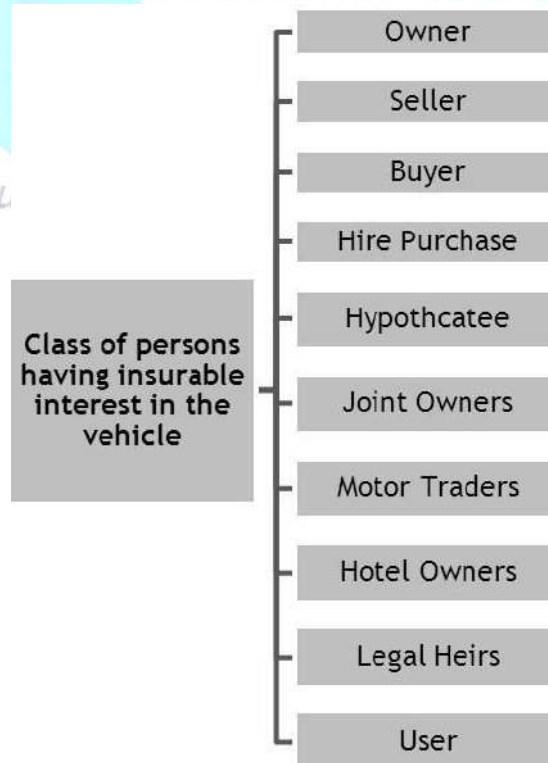 Owner
Seller
Buyer
Hire Purchase
Class of persons
having insurable
interest in the
vehicle
Hypothcatee
Joint Owners
Motor Traders
Hotel Owners
Legal Heirs
User